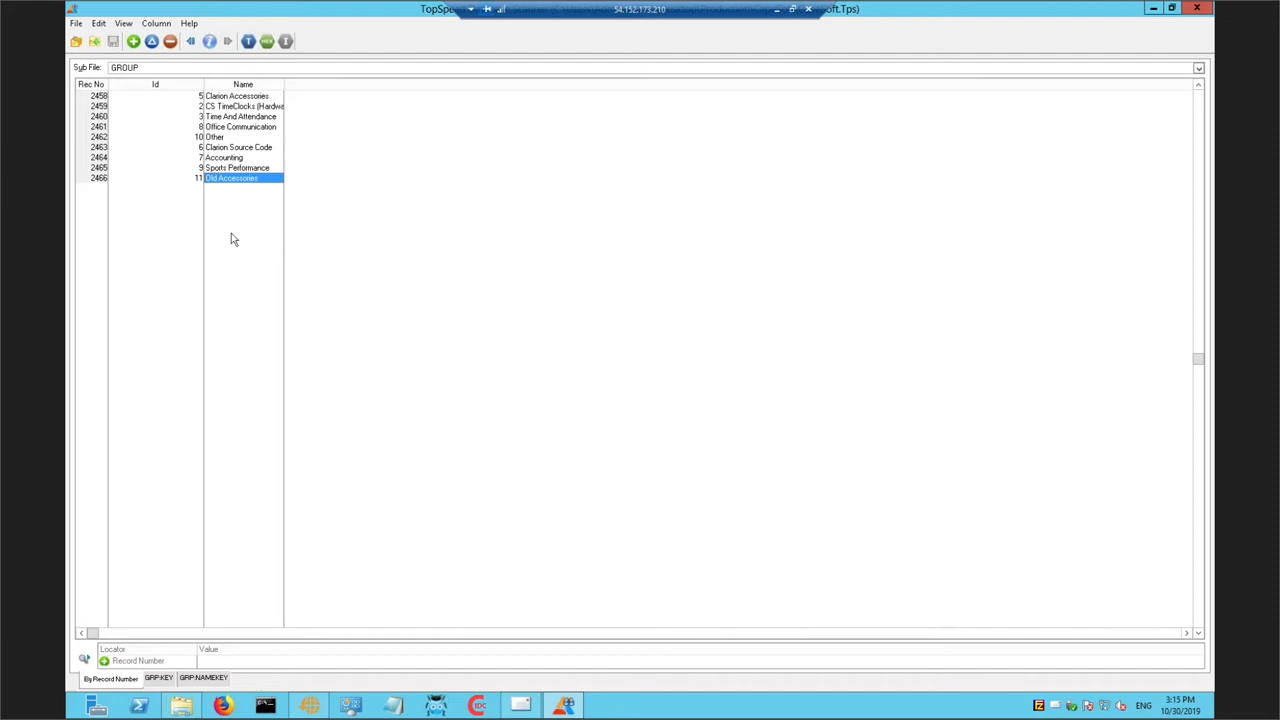 TopSpeed
54.152.173.210
soft.Tps)
File Edit View Column Help
Sub File: GROUP
Rec No Id Name
2458 5 Clarion Accessories
2459 2 CS TimeClocks (Hardwa
2460 3 Time And Attendance
2461 8 Office Communication
2462 10 Other
2463 6 Clarion Source Code
2464 7 Accounting
2465 9 Sports Performance
2466 11 Old Accessories
Locator Value
Record Number
By Record Number GRP:KEY GRP:NAMEKEY
ENG
3:15 PM
10/30/2019